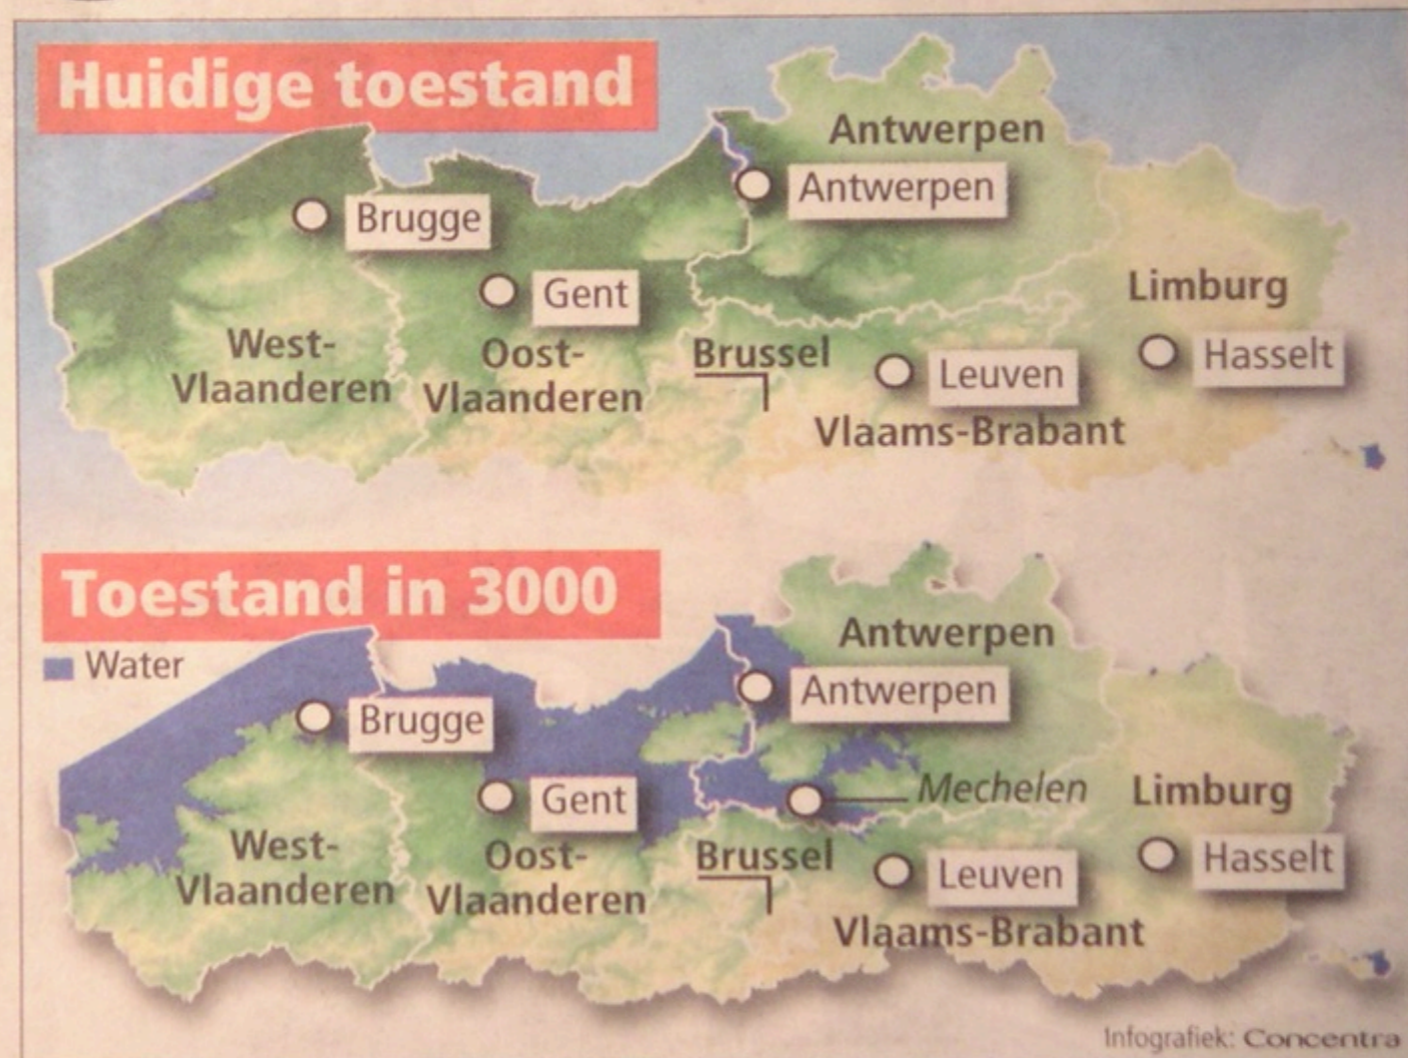 Huidige toestand
Antwerpen
Antwerpen
Brugge
Gent
Limburg
West-
Vlaanderen
Oost-
Vlaanderen
Brussel
Leuven
Hasselt
Vlaams-Brabant
Toestand in 3000
Water
Antwerpen
Antwerpen
Brugge
Gent
Mechelen
Limburg
West-
Vlaanderen
Oost-
Vlaanderen
Brussel
Leuven
Hasselt
Vlaams-Brabant
Infografiek: Concentra